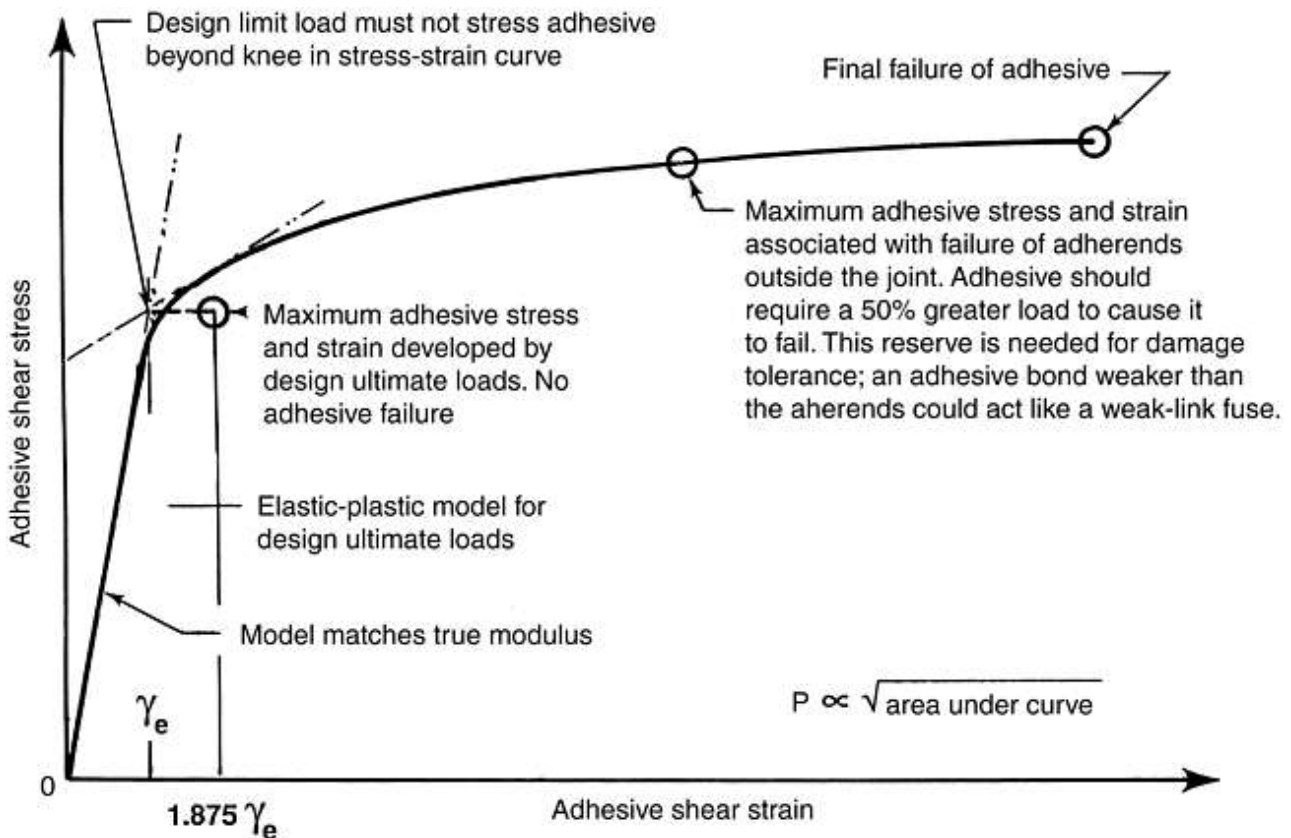 Design limit load must not stress adhesive
beyond knee in stress-strain curve
Final failure of adhesive
Maximum adhesive stress and strain
associated with failure of adherends
outside the joint. Adhesive should
require a 50% greater load to cause it
to fail. This reserve is needed for damage
tolerance; an adhesive bond weaker than
the aherends could act like a weak-link fuse.
Maximum adhesive stress
and strain developed by
design ultimate loads. No
adhesive failure
Adhesive shear stress
Elastic-plastic model for
design ultimate loads
Model matches true modulus
P ∝ √area under curve
γe
0
1.875 γe
Adhesive shear strain